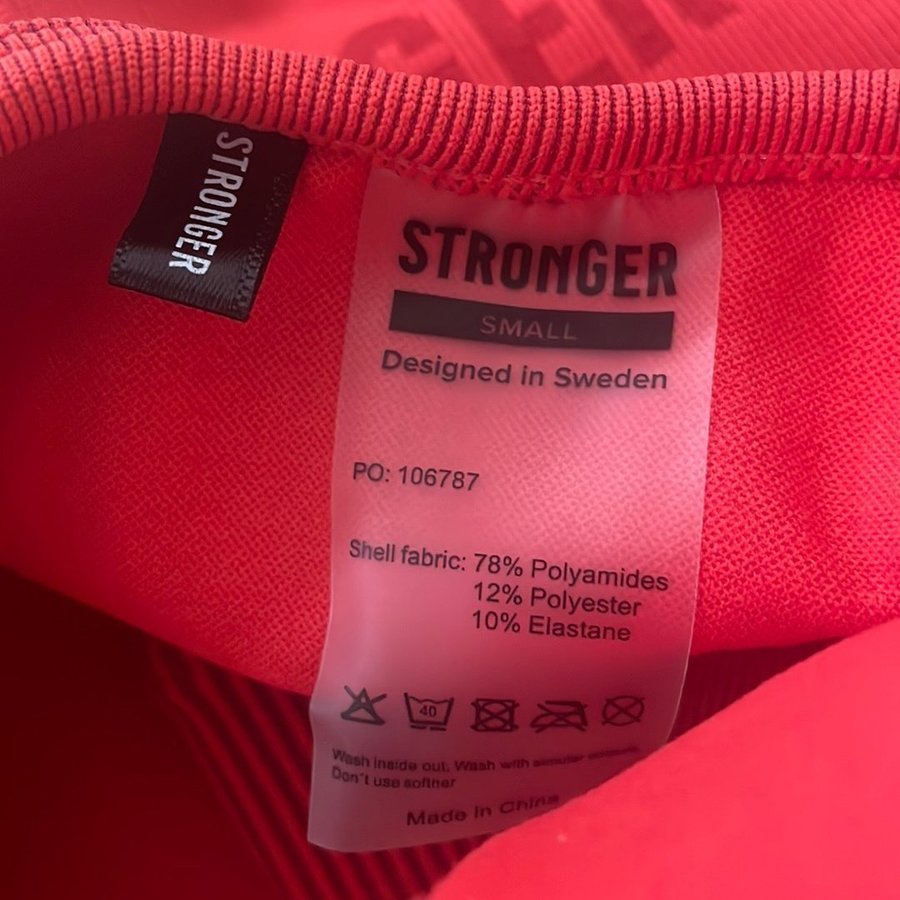 STRONGER
STRONGER
SMALL
Designed in Sweden
PO: 106787
Shell fabric: 78% Polyamides
12% Polyester
10% Elastane
40
Wash inside out, Wash with
Don't use softner
Made in China